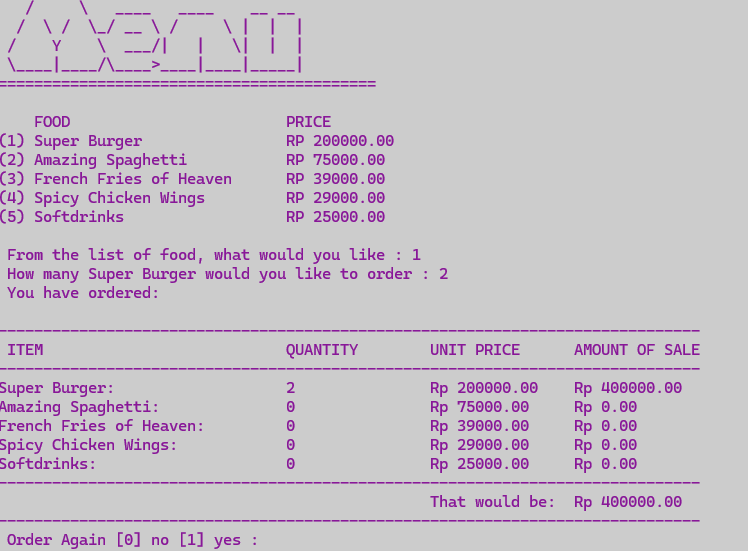 Menu
FOOD PRICE
(1) Super Burger RP 200000.00
(2) Amazing Spaghetti RP 75000.00
(3) French Fries of Heaven RP 39000.00
(4) Spicy Chicken Wings RP 29000.00
(5) Softdrinks RP 25000.00
From the list of food, what would you like : 1
How many Super Burger would you like to order : 2
You have ordered:
ITEM QUANTITY UNIT PRICE AMOUNT OF SALE
Super Burger: 2 Rp 200000.00 Rp 400000.00
Amazing Spaghetti: 0 Rp 75000.00 Rp 0.00
French Fries of Heaven: 0 Rp 39000.00 Rp 0.00
Spicy Chicken Wings: 0 Rp 29000.00 Rp 0.00
Softdrinks: 0 Rp 25000.00 Rp 0.00
That would be: Rp 400000.00
Order Again [0] no [1] yes :